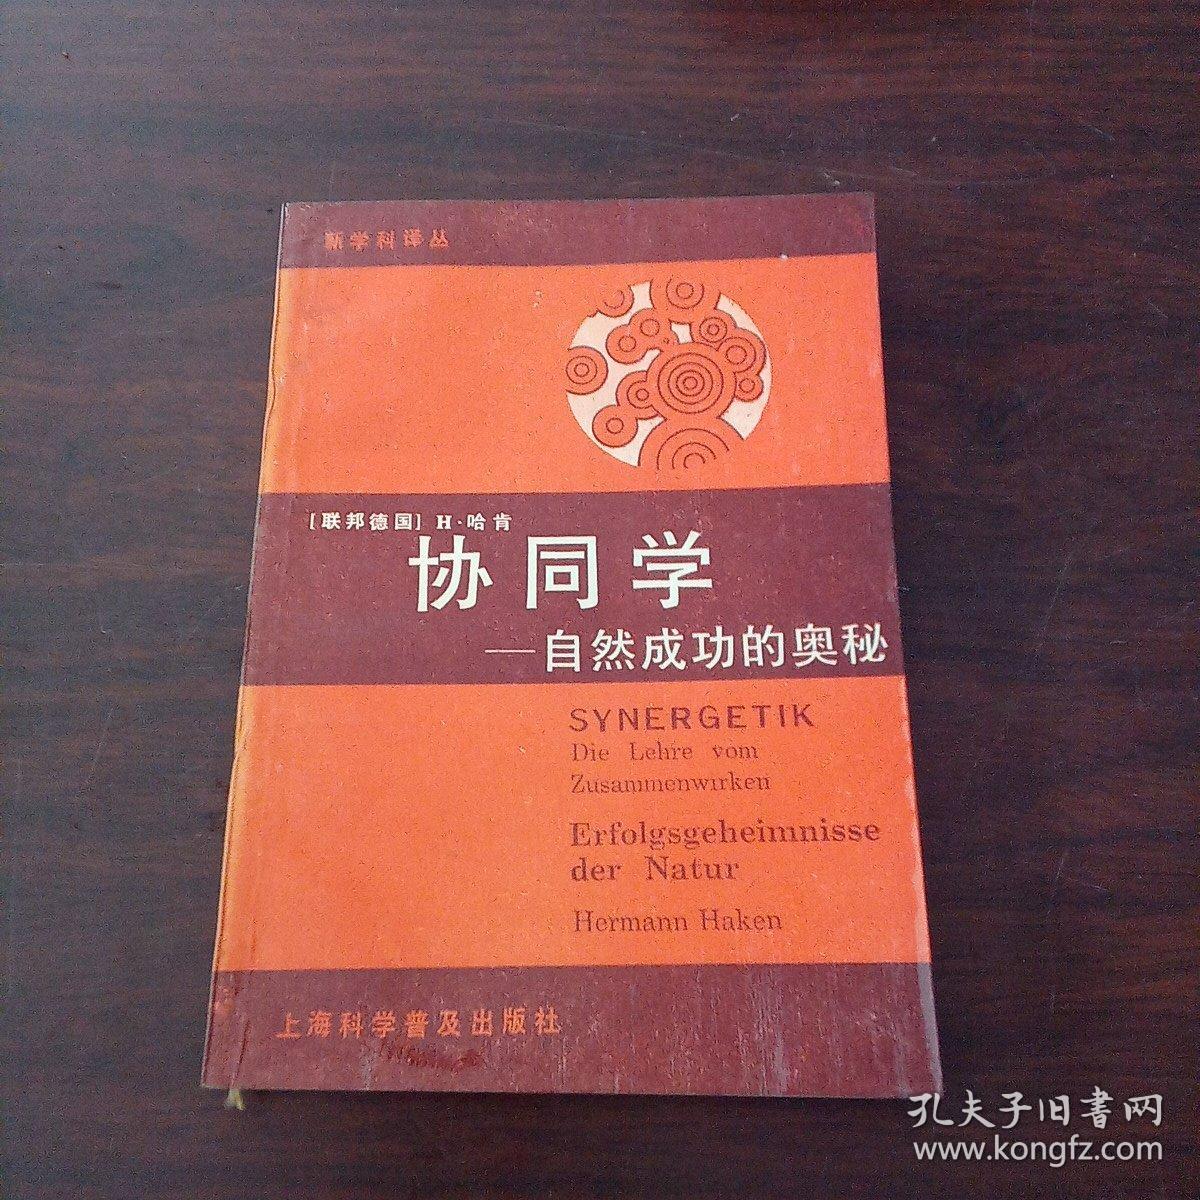 新学科译丛
[联邦德国] H·哈肯
协同学
—自然成功的奥秘
SYNERGETIK
Die Lehre vom
Zusammenwirken
Erfolgsgeheimnisse
der Natur
Hermann Haken
上海科学普及出版社
孔夫子旧書网
www.kongfz.com